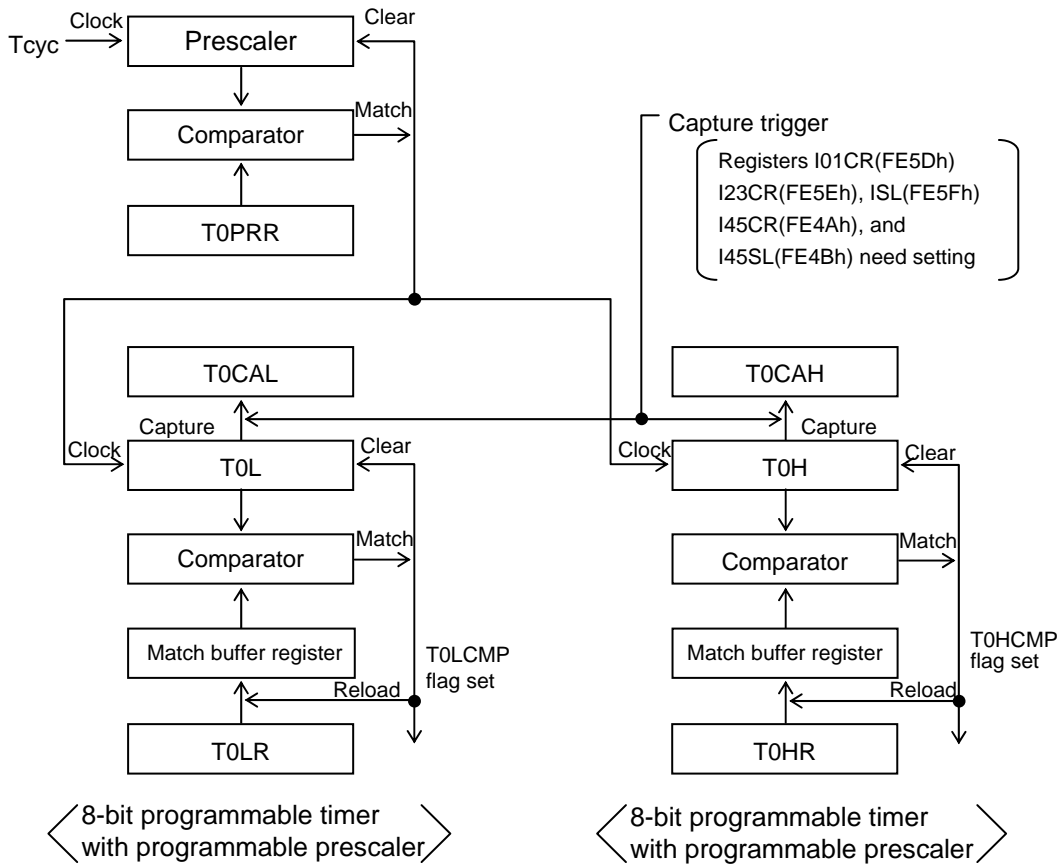 Clock
Clear
Tcyc
Prescaler
Match
Comparator
T0PRR
Capture trigger
Registers I01CR(FE5Dh)
I23CR(FE5Eh), ISL(FE5Fh)
I45CR(FE4Ah), and
I45SL(FE4Bh) need setting
T0CAL
T0CAH
Capture
Capture
Clock
T0L
Clear
Clock
T0H
Clear
Comparator
Match
Comparator
Match
Match buffer register
T0LCMP
flag set
Match buffer register
T0HCMP
flag set
Reload
Reload
T0LR
T0HR
8-bit programmable timer
with programmable prescaler
8-bit programmable timer
with programmable prescaler